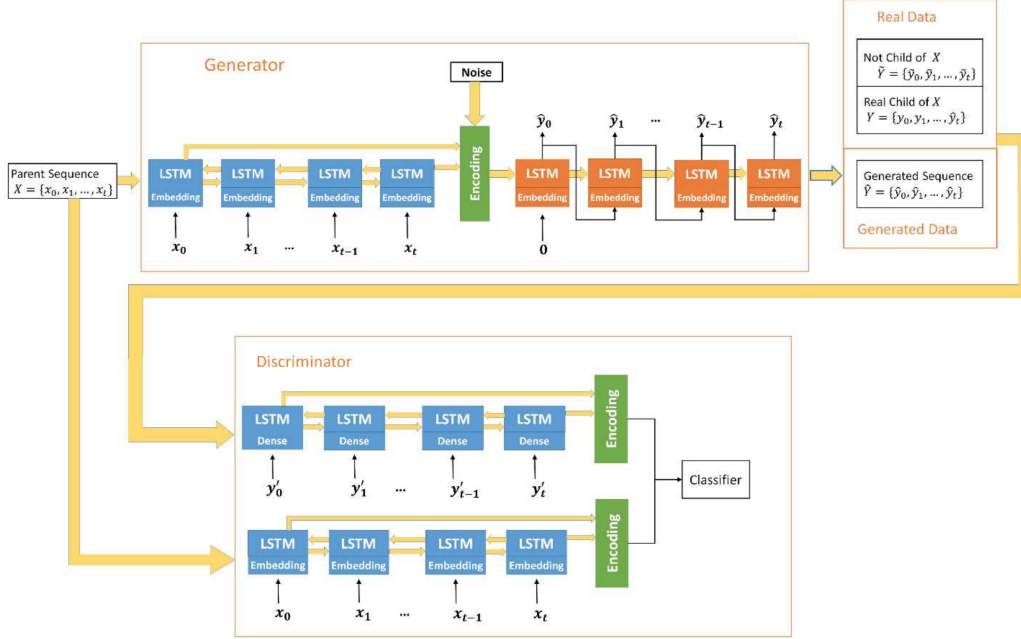 Real Data
Not Child of X
Ỹ = {ỹ₀, ỹ₁, …, ỹₜ}
Real Child of X
Y = {y₀, y₁, …, ŷₜ}
Generated Sequence
Ŷ = {ŷ₀, ŷ₁, …, ŷₜ}
Generated Data
Generator
Noise
Parent Sequence
X = {x₀, x₁, …, xₜ}
LSTM LSTM LSTM LSTM
Embedding Embedding Embedding Embedding
x₀ x₁ … xₜ₋₁ xₜ
Encoding
ŷ₀ ŷ₁ … ŷₜ₋₁ ŷₜ
LSTM LSTM LSTM LSTM
Embedding Embedding Embedding Embedding
0
Discriminator
LSTM LSTM LSTM LSTM
Dense Dense Dense Dense
y′₀ y′₁ … y′ₜ₋₁ y′ₜ
Encoding
Classifier
LSTM LSTM LSTM LSTM
Embedding Embedding Embedding Embedding
x₀ x₁ … xₜ₋₁ xₜ
Encoding